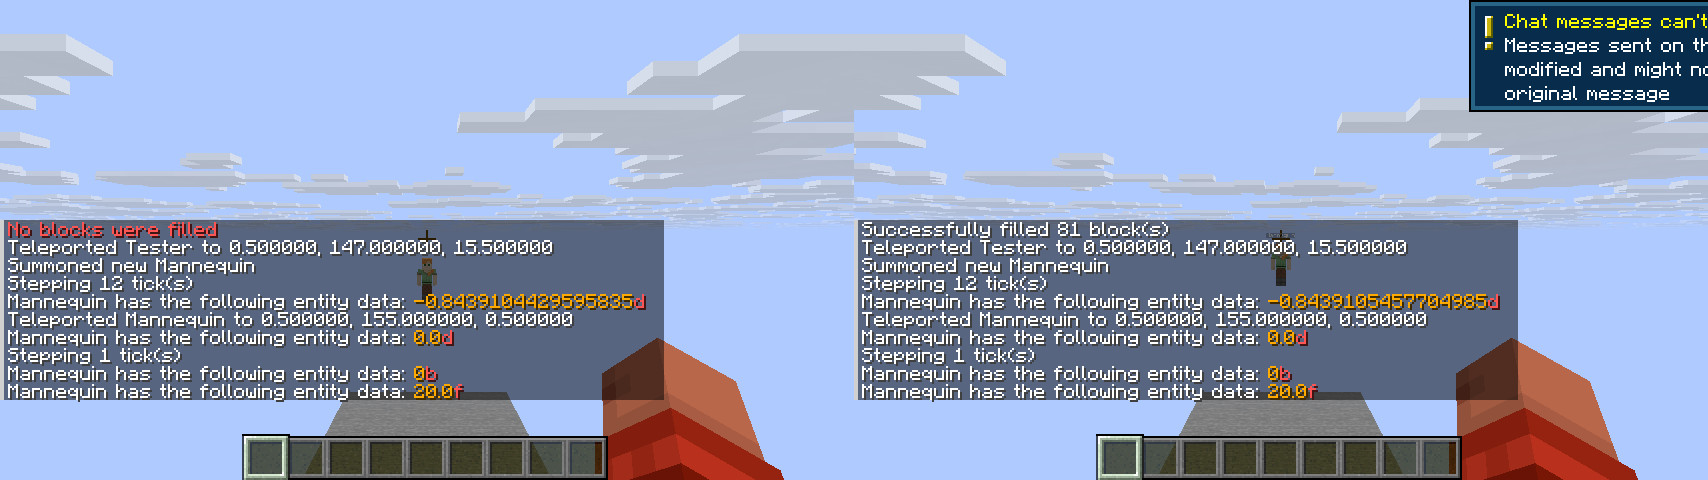 No blocks were filled
Teleported Tester to 0.500000, 147.000000, 15.500000
Summoned new Mannequin
Stepping 12 tick(s)
Mannequin has the following entity data: -0.8439104429595835d
Teleported Mannequin to 0.500000, 155.000000, 0.500000
Mannequin has the following entity data: 0.0d
Stepping 1 tick(s)
Mannequin has the following entity data: 0b
Mannequin has the following entity data: 20.0f
Chat messages can't
Messages sent on th
modified and might no
original message
Successfully filled 81 block(s)
Teleported Tester to 0.500000, 147.000000, 15.500000
Summoned new Mannequin
Stepping 12 tick(s)
Mannequin has the following entity data: -0.8439105457704985d
Teleported Mannequin to 0.500000, 155.000000, 0.500000
Mannequin has the following entity data: 0.0d
Stepping 1 tick(s)
Mannequin has the following entity data: 0b
Mannequin has the following entity data: 20.0f